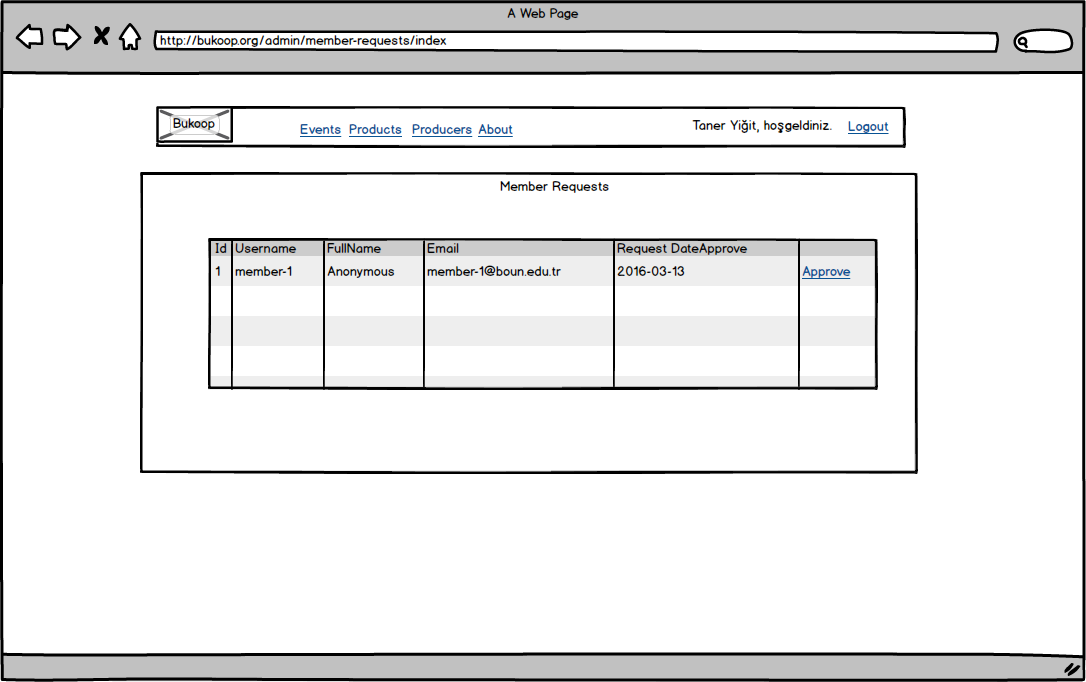 A Web Page
http://bukoop.org/admin/member-requests/index
Bukoop Events Products Producers About Taner Yiğit, hoşgeldiniz. Logout
Member Requests
Id Username FullName Email Request DateApprove
1 member-1 Anonymous member-1@boun.edu.tr 2016-03-13 Approve